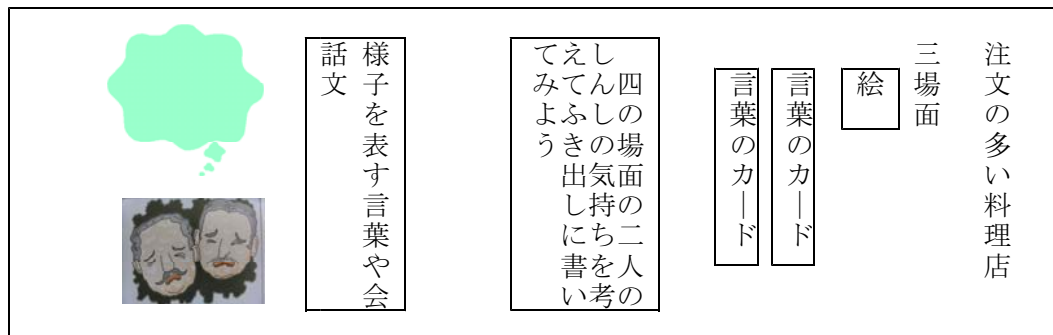 注文の多い料理店
三場面
絵
言葉のカード
言葉のカード
四の場面の二人の
しんしの気持ちを考
えてふき出しに書い
てみよう
様子を表す言葉や会
話文